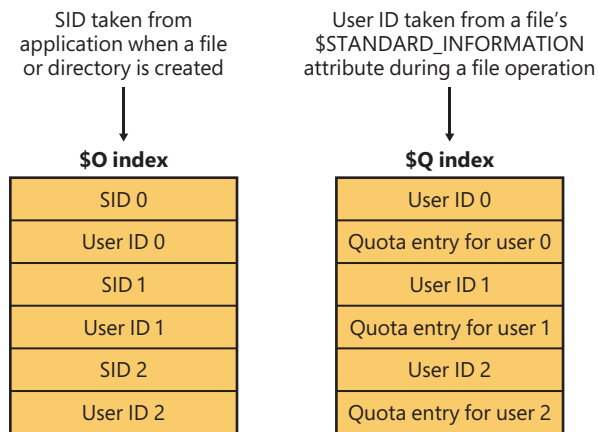 SID taken from
application when a file
or directory is created
$O index
SID 0
User ID 0
SID 1
User ID 1
SID 2
User ID 2
User ID taken from a file's
$STANDARD_INFORMATION
attribute during a file operation
$Q index
User ID 0
Quota entry for user 0
User ID 1
Quota entry for user 1
User ID 2
Quota entry for user 2